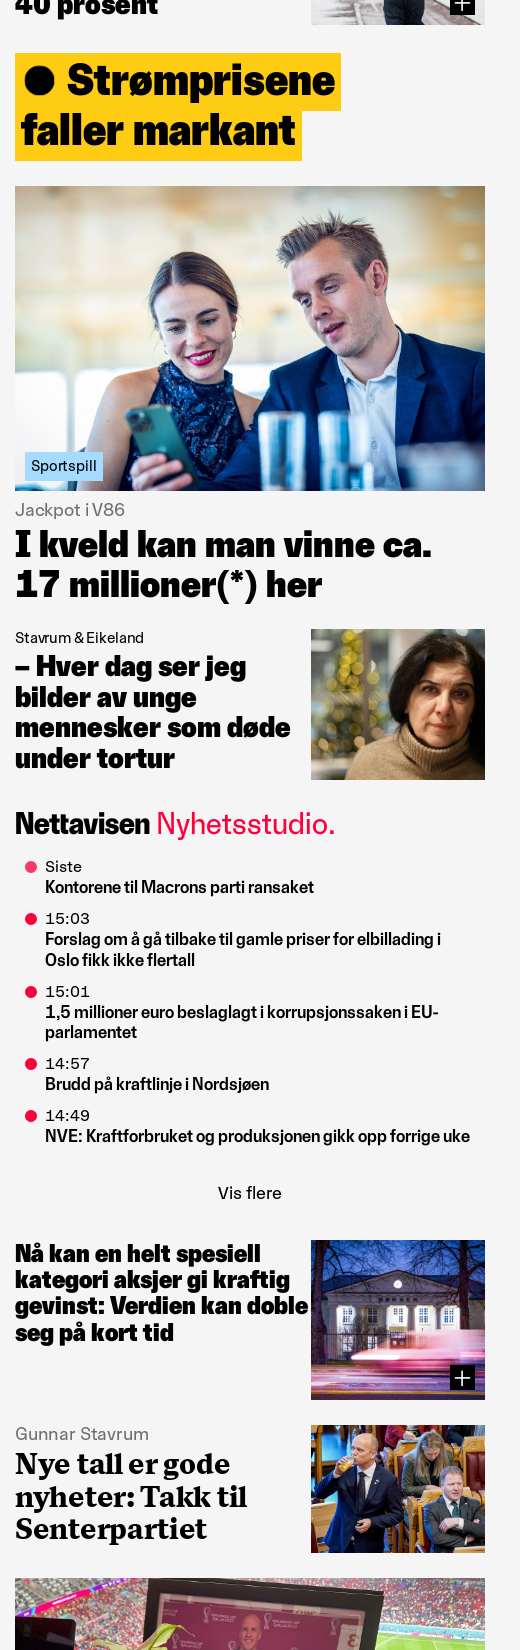 40 prosent
Strømprisene
faller markant
Sportspill
Jackpot i V86
I kveld kan man vinne ca.
17 millioner(*) her
Stavrum & Eikeland
– Hver dag ser jeg
bilder av unge
mennesker som døde
under tortur
Nettavisen Nyhetsstudio.
Siste
Kontorene til Macrons parti ransaket
15:03
Forslag om å gå tilbake til gamle priser for elbillading i
Oslo fikk ikke flertall
15:01
1,5 millioner euro beslaglagt i korrupsjonssaken i EU-
parlamentet
14:57
Brudd på kraftlinje i Nordsjøen
14:49
NVE: Kraftforbruket og produksjonen gikk opp forrige uke
Vis flere
Nå kan en helt spesiell
kategori aksjer gi kraftig
gevinst: Verdien kan doble
seg på kort tid
Gunnar Stavrum
Nye tall er gode
nyheter: Takk til
Senterpartiet